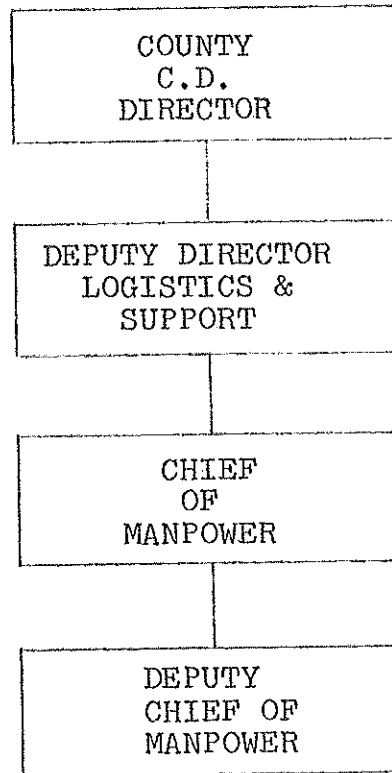 COUNTY
C.D.
DIRECTOR
DEPUTY DIRECTOR
LOGISTICS &
SUPPORT
CHIEF
OF
MANPOWER
DEPUTY
CHIEF OF
MANPOWER